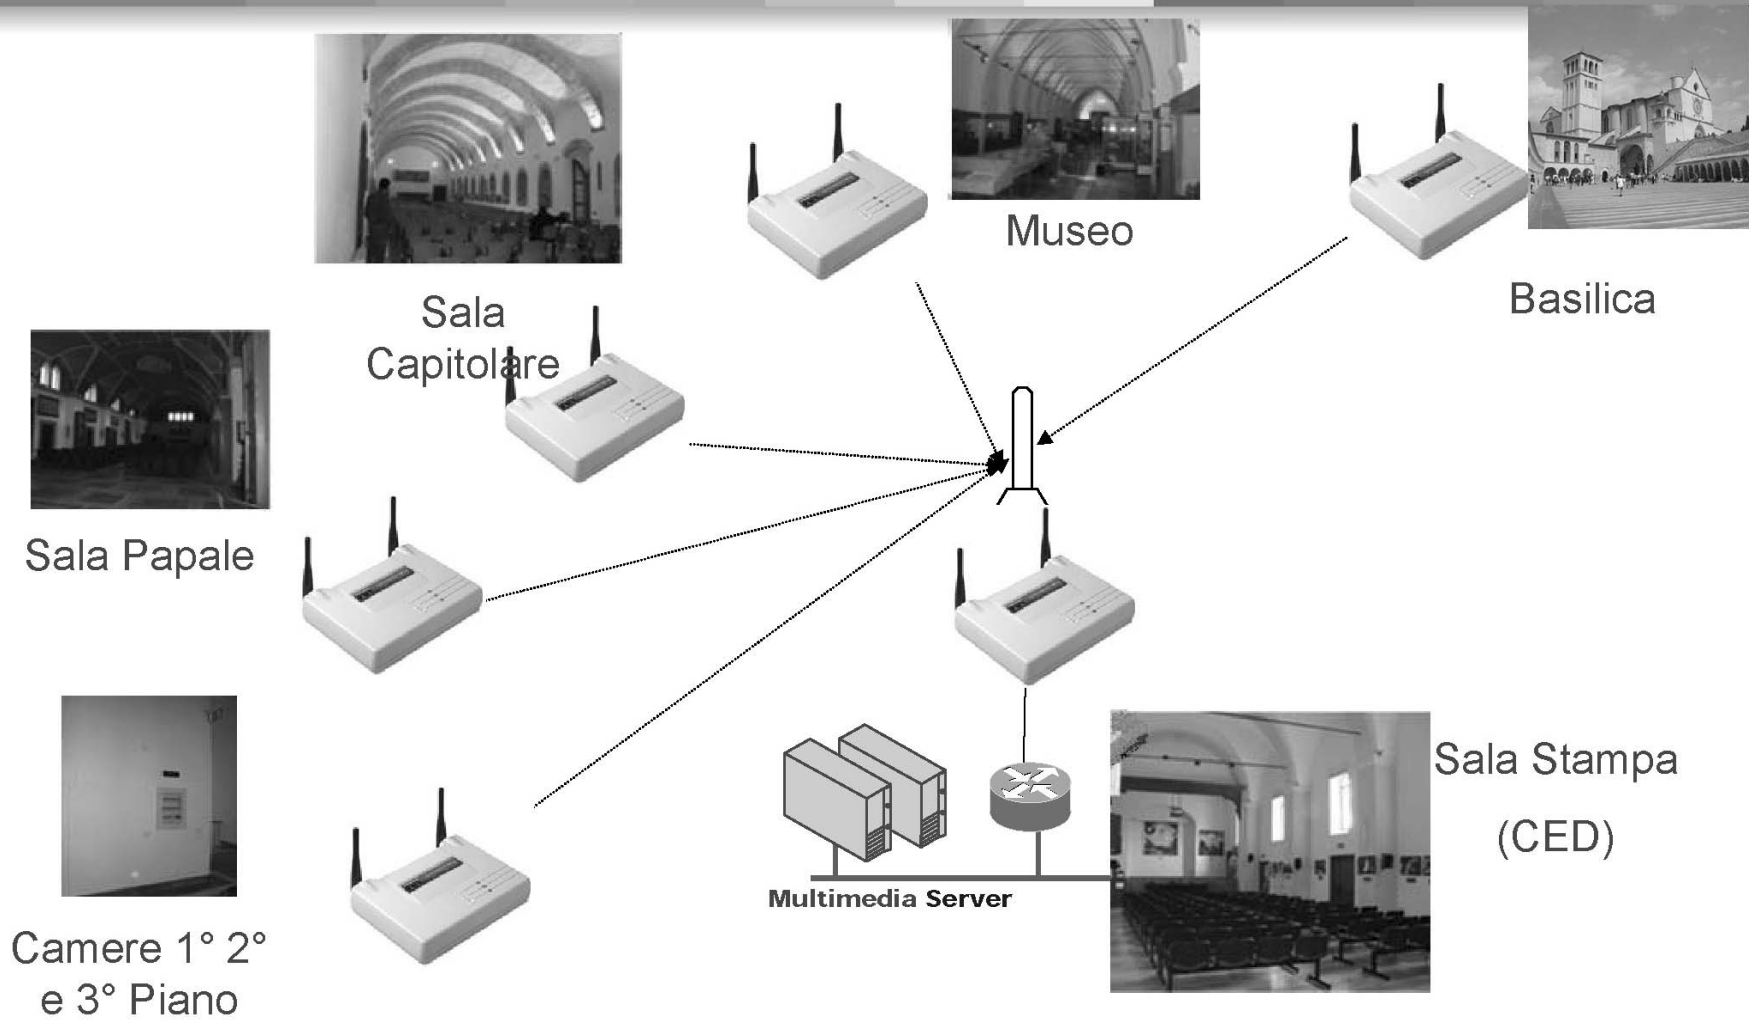 Museo
Basilica
Sala
Capitolare
Sala Papale
Sala Stampa
(CED)
Multimedia Server
Camere 1° 2°
e 3° Piano